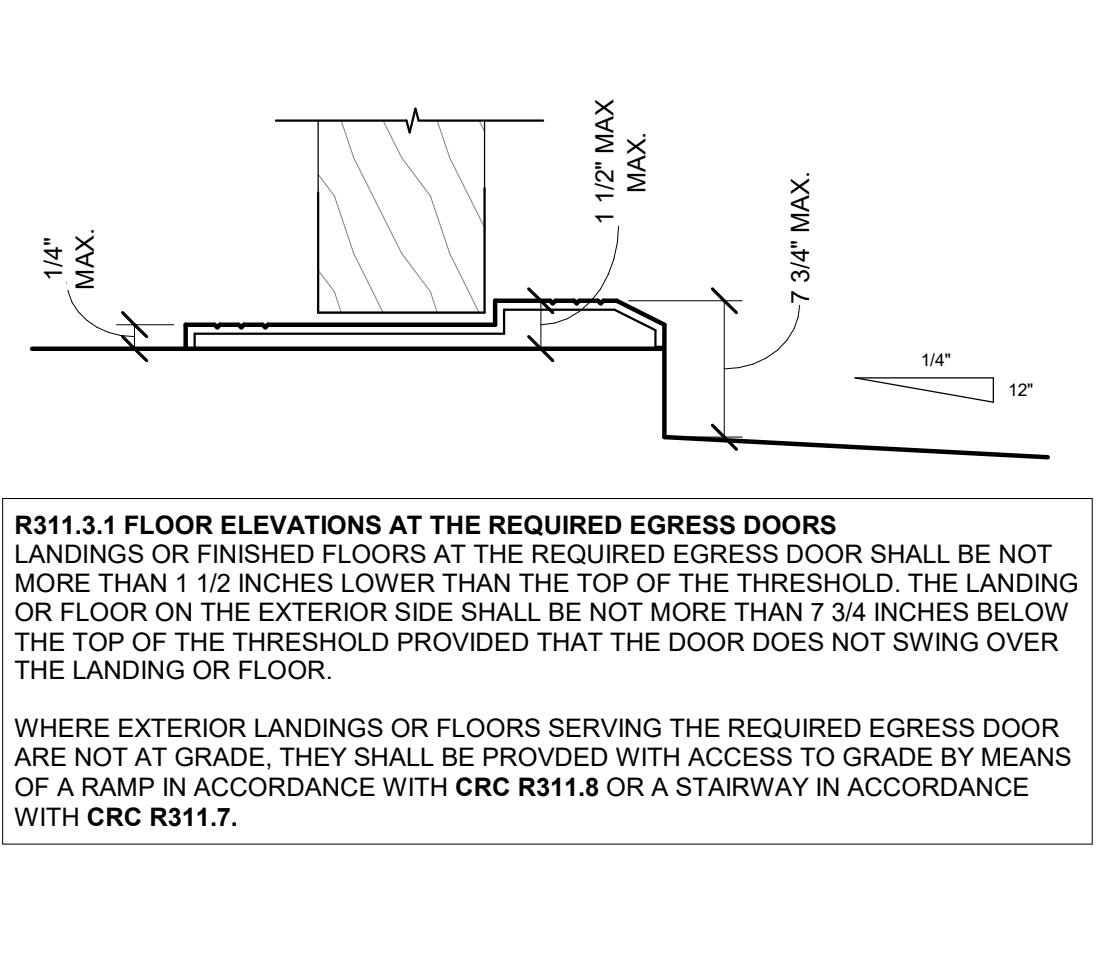 1/4"
MAX.
1 1/2" MAX
MAX.
7 3/4" MAX.
1/4"
12"
R311.3.1 FLOOR ELEVATIONS AT THE REQUIRED EGRESS DOORS
LANDINGS OR FINISHED FLOORS AT THE REQUIRED EGRESS DOOR SHALL BE NOT
MORE THAN 1 1/2 INCHES LOWER THAN THE TOP OF THE THRESHOLD. THE LANDING
OR FLOOR ON THE EXTERIOR SIDE SHALL BE NOT MORE THAN 7 3/4 INCHES BELOW
THE TOP OF THE THRESHOLD PROVIDED THAT THE DOOR DOES NOT SWING OVER
THE LANDING OR FLOOR.
WHERE EXTERIOR LANDINGS OR FLOORS SERVING THE REQUIRED EGRESS DOOR
ARE NOT AT GRADE, THEY SHALL BE PROVDED WITH ACCESS TO GRADE BY MEANS
OF A RAMP IN ACCORDANCE WITH CRC R311.8 OR A STAIRWAY IN ACCORDANCE
WITH CRC R311.7.